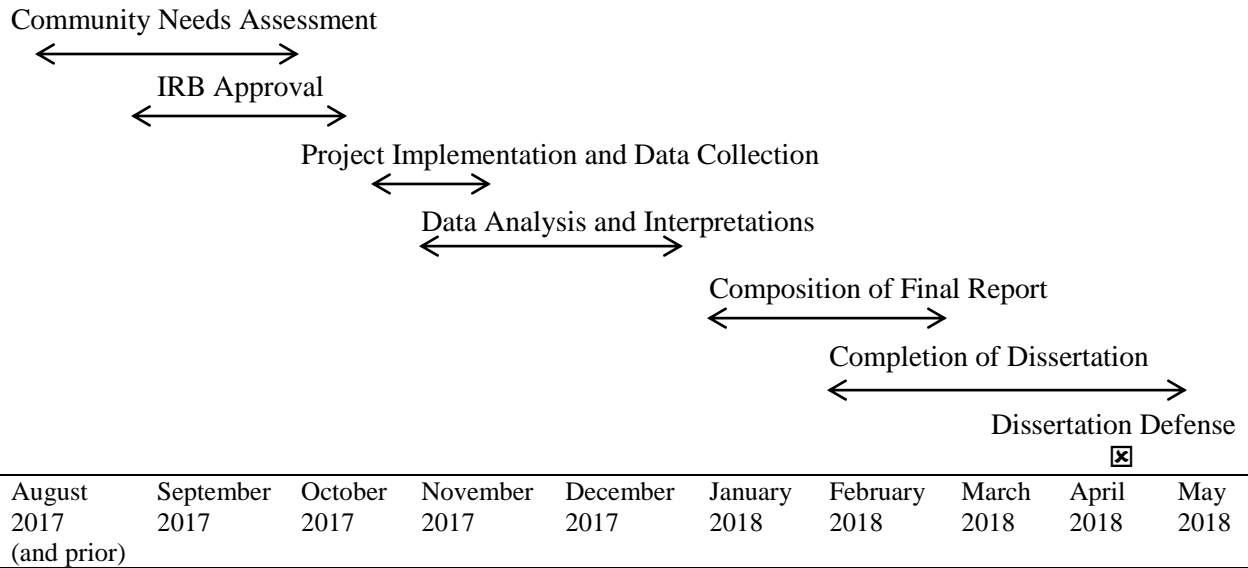 Community Needs Assessment
IRB Approval
Project Implementation and Data Collection
Data Analysis and Interpretations
Composition of Final Report
Completion of Dissertation
Dissertation Defense
August September October November December January February March April May
2017 2017 2017 2017 2017 2018 2018 2018 2018 2018
(and prior)